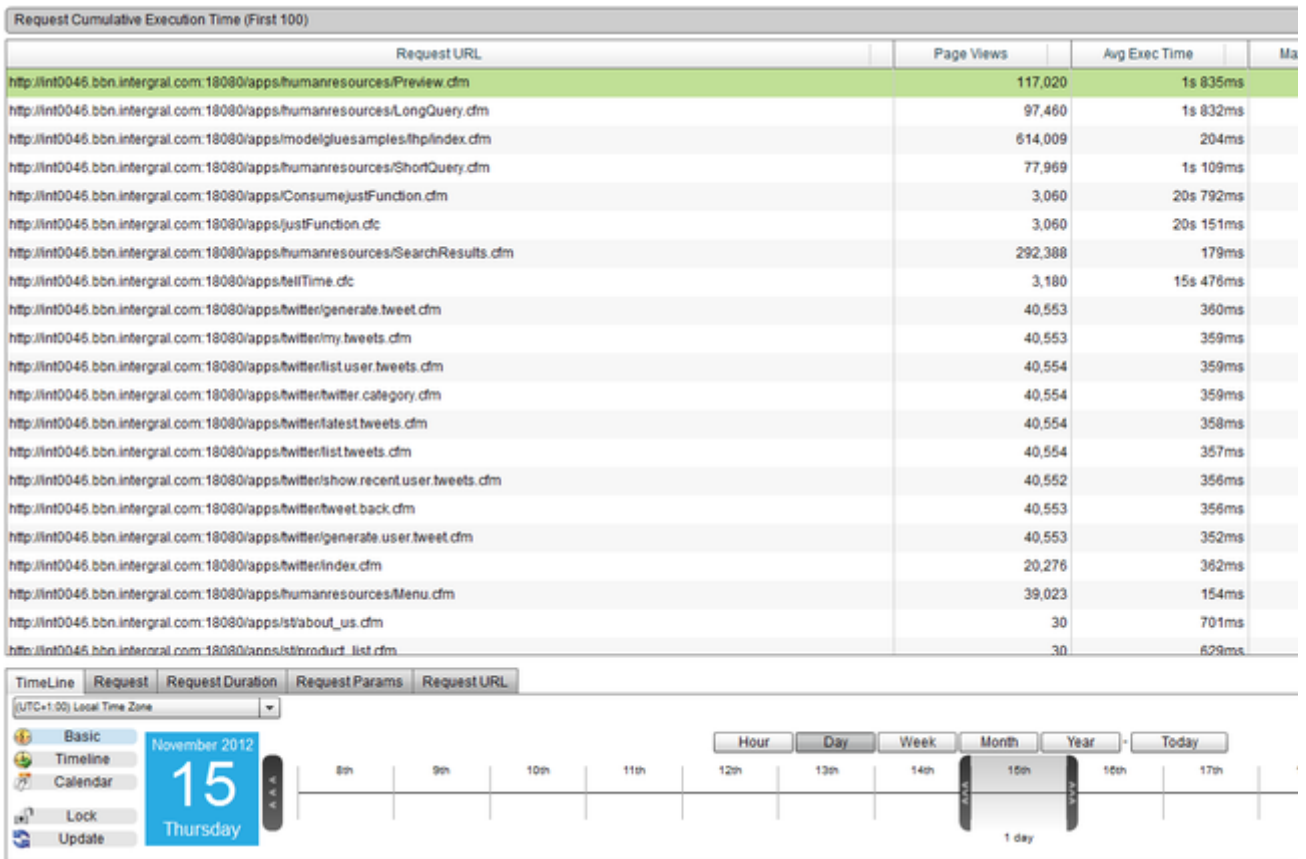 Request Cumulative Execution Time (First 100)
Request URL Page Views Avg Exec Time Ma
http://int0046.bbn.intergral.com:18080/apps/humanresources/Preview.cfm 117,020 1s 835ms
http://int0046.bbn.intergral.com:18080/apps/humanresources/LongQuery.cfm 97,460 1s 832ms
http://int0046.bbn.intergral.com:18080/apps/modelgluesamples/lhp/index.cfm 614,009 204ms
http://int0046.bbn.intergral.com:18080/apps/humanresources/ShortQuery.cfm 77,969 1s 109ms
http://int0046.bbn.intergral.com:18080/apps/ConsumejustFunction.cfm 3,060 20s 792ms
http://int0046.bbn.intergral.com:18080/apps/justFunction.cfc 3,060 20s 151ms
http://int0046.bbn.intergral.com:18080/apps/humanresources/SearchResults.cfm 292,388 179ms
http://int0046.bbn.intergral.com:18080/apps/tellTime.cfc 3,180 15s 476ms
http://int0046.bbn.intergral.com:18080/apps/twitter/generate.tweet.cfm 40,553 360ms
http://int0046.bbn.intergral.com:18080/apps/twitter/my.tweets.cfm 40,553 359ms
http://int0046.bbn.intergral.com:18080/apps/twitter/list.user.tweets.cfm 40,554 359ms
http://int0046.bbn.intergral.com:18080/apps/twitter/twitter.category.cfm 40,554 359ms
http://int0046.bbn.intergral.com:18080/apps/twitter/latest.tweets.cfm 40,554 358ms
http://int0046.bbn.intergral.com:18080/apps/twitter/list.tweets.cfm 40,554 357ms
http://int0046.bbn.intergral.com:18080/apps/twitter/show.recent.user.tweets.cfm 40,552 356ms
http://int0046.bbn.intergral.com:18080/apps/twitter/tweet.back.cfm 40,553 356ms
http://int0046.bbn.intergral.com:18080/apps/twitter/generate.user.tweet.cfm 40,553 352ms
http://int0046.bbn.intergral.com:18080/apps/twitter/index.cfm 20,276 362ms
http://int0046.bbn.intergral.com:18080/apps/humanresources/Menu.cfm 39,023 154ms
http://int0046.bbn.intergral.com:18080/apps/st/about_us.cfm 30 701ms
http://int0046.bbn.intergral.com:18080/apps/st/product_list.cfm 30 629ms
TimeLine Request Request Duration Request Params Request URL
(UTC+1:00) Local Time Zone
Basic
Timeline
Calendar
Lock
Update
November 2012
15
Thursday
Hour Day Week Month Year - Today
8th 9th 10th 11th 12th 13th 14th 15th 16th 17th
1 day